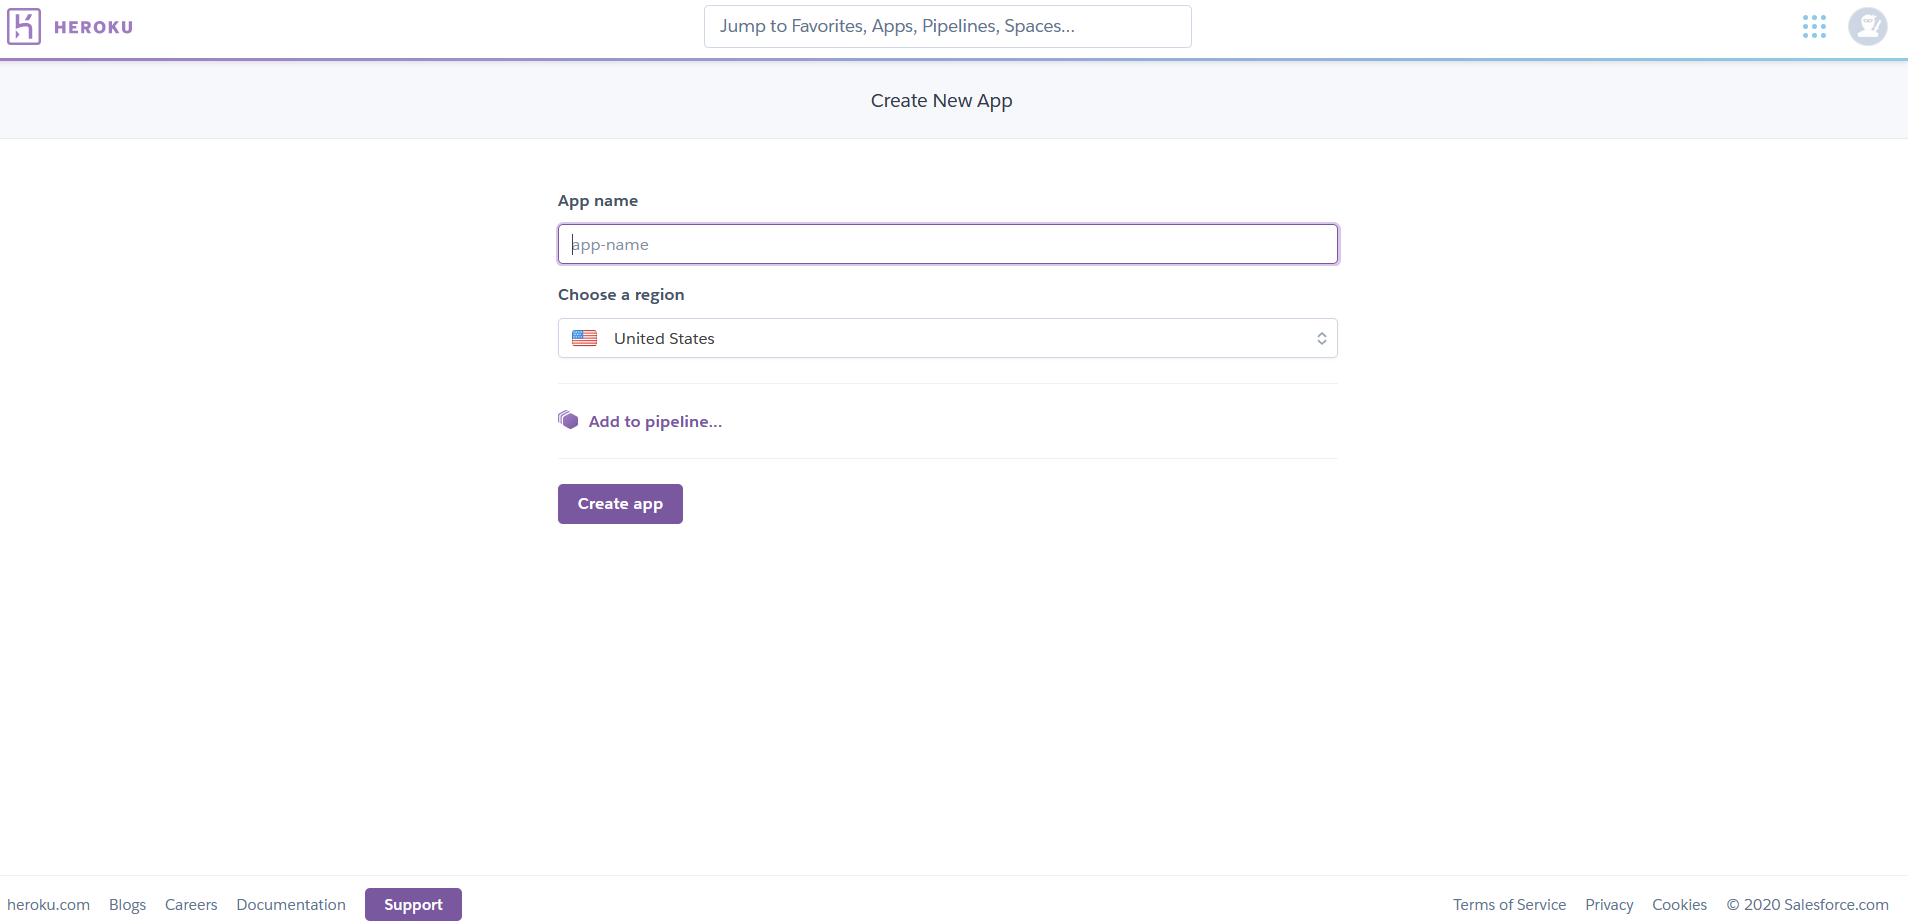 HEROKU
Jump to Favorites, Apps, Pipelines, Spaces...
Create New App
App name
app-name
Choose a region
United States
Add to pipeline...
Create app
heroku.com Blogs Careers Documentation Support Terms of Service Privacy Cookies © 2020 Salesforce.com